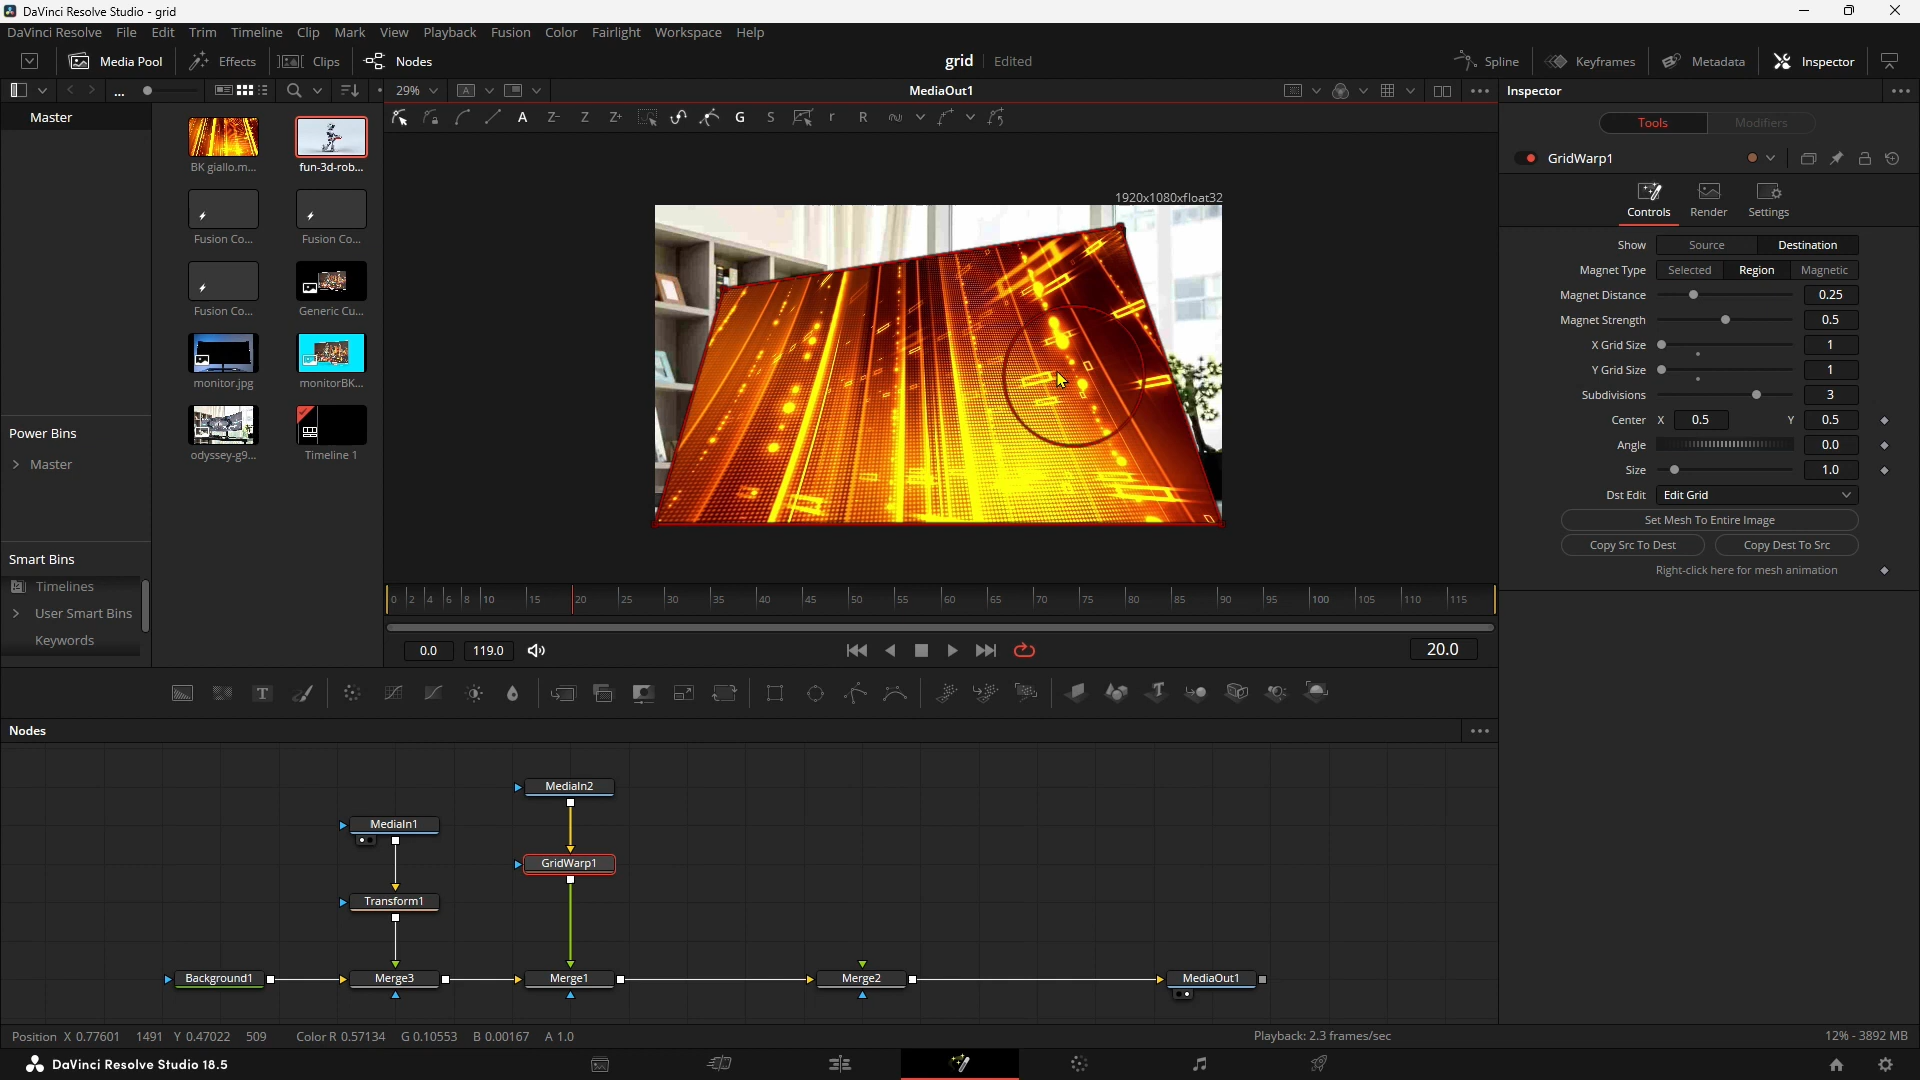 DaVinci Resolve Studio - grid
DaVinci Resolve File Edit Trim Timeline Clip Mark View Playback Fusion Color Fairlight Workspace Help
Media Pool Effects Clips Nodes grid Edited Spline Keyframes Metadata Inspector
... 29% A MediaOut1 Inspector
Master
A Z- Z Z+ G S r R
Tools Modifiers
BK giallo.m... fun-3d-rob...
GridWarp1
1920x1080xfloat32
Controls Render Settings
Fusion Co... Fusion Co...
Show Source Destination
Magnet Type Selected Region Magnetic
Magnet Distance 0.25
Fusion Co... Generic Cu...
Magnet Strength 0.5
X Grid Size 1
Y Grid Size 1
monitor.jpg monitorBK...
Subdivisions 3
Center X 0.5 Y 0.5
Power Bins
Angle 0.0
odyssey-g9... Timeline 1
Master
Size 1.0
Dst Edit Edit Grid
Set Mesh To Entire Image
Copy Src To Dest Copy Dest To Src
Smart Bins
Right-click here for mesh animation
Timelines
0 2 4 6 8 10 15 20 25 30 35 40 45 50 55 60 65 70 75 80 85 90 95 100 105 110 115
User Smart Bins
Keywords
0.0 119.0 20.0
T T
Nodes
MediaIn2
MediaIn1
GridWarp1
Transform1
Background1 Merge3 Merge1 Merge2 MediaOut1
Position X 0.77601 1491 Y 0.47022 509 Color R 0.57134 G 0.10553 B 0.00167 A 1.0 Playback: 2.3 frames/sec 12% - 3892 MB
DaVinci Resolve Studio 18.5